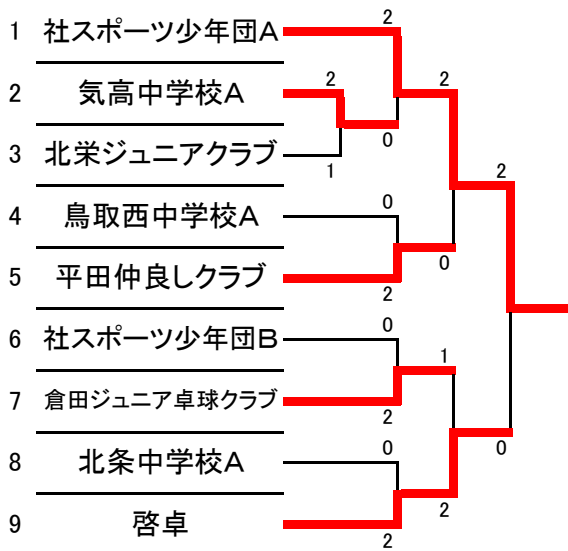 1 社スポーツ少年団A 2
2 気高中学校A 2 2
0
3 北栄ジュニアクラブ 1 2
4 鳥取西中学校A 0
5 平田仲良しクラブ 2 0
6 社スポーツ少年団B 0
1
7 倉田ジュニア卓球クラブ 2
8 北条中学校A 0 0
9 啓卓 2 2